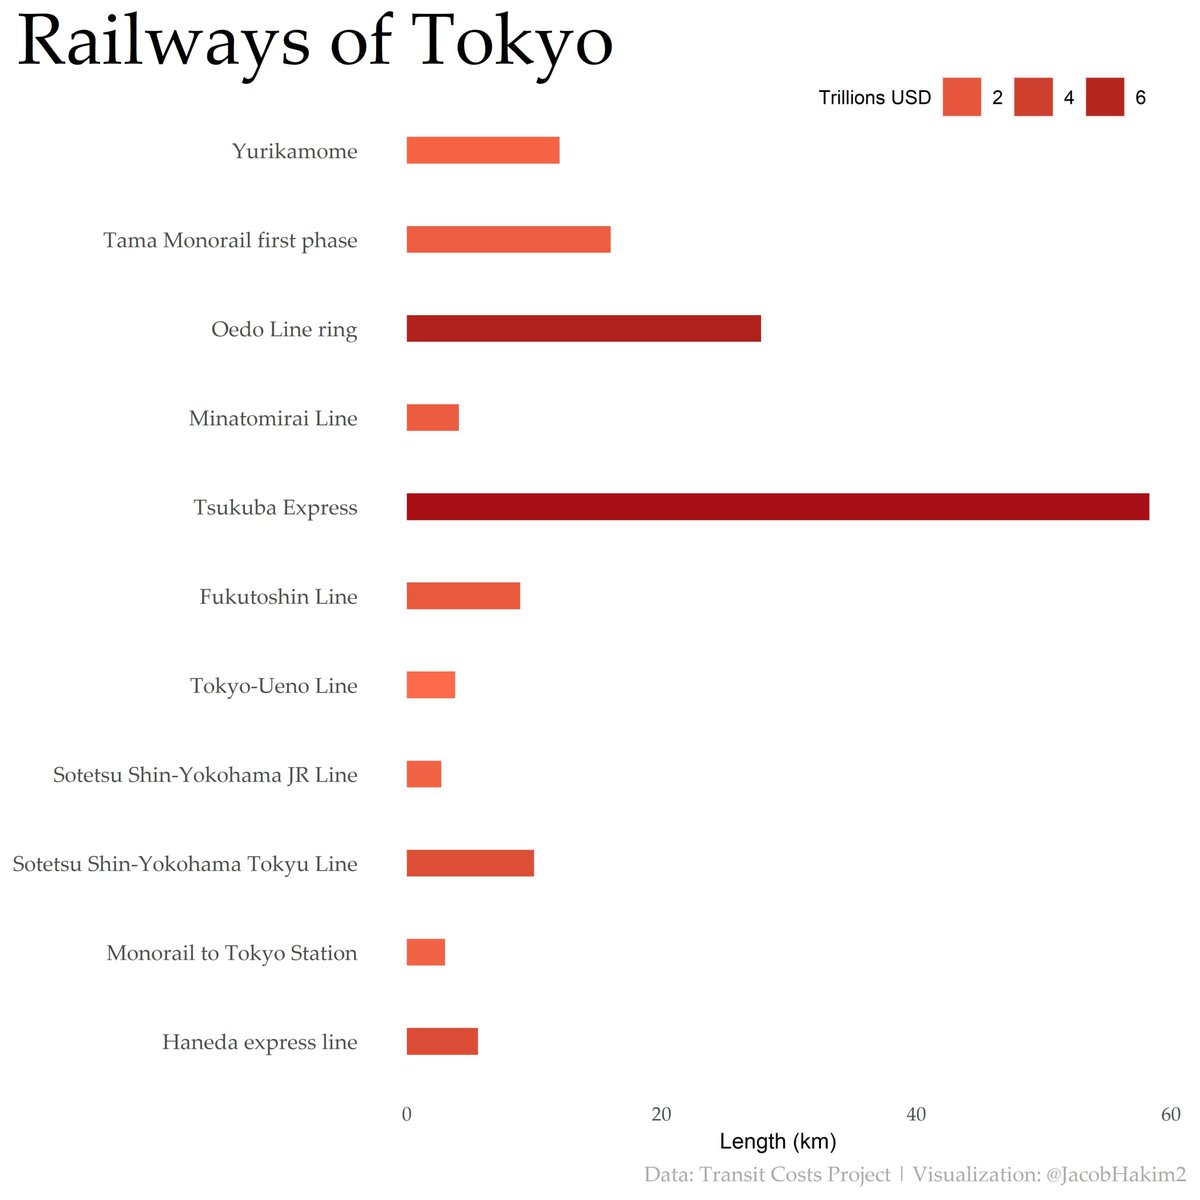 Railways of Tokyo
Trillions USD 2 4 6
Yurikamome
Tama Monorail first phase
Oedo Line ring
Minatomirai Line
Tsukuba Express
Fukutoshin Line
Tokyo-Ueno Line
Sotetsu Shin-Yokohama JR Line
Sotetsu Shin-Yokohama Tokyu Line
Monorail to Tokyo Station
Haneda express line
0 20 40 60
Length (km)
Data: Transit Costs Project | Visualization: @JacobHakim2